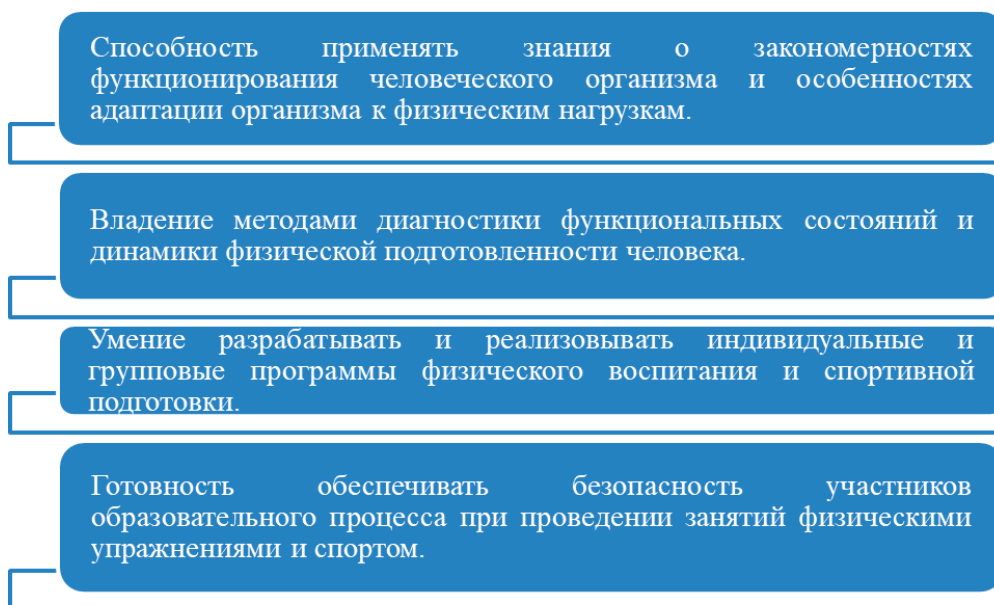 Способность применять знания о закономерностях
функционирования человеческого организма и особенностях
адаптации организма к физическим нагрузкам.
Владение методами диагностики функциональных состояний и
динамики физической подготовленности человека.
Умение разрабатывать и реализовывать индивидуальные и
групповые программы физического воспитания и спортивной
подготовки.
Готовность обеспечивать безопасность участников
образовательного процесса при проведении занятий физическими
упражнениями и спортом.